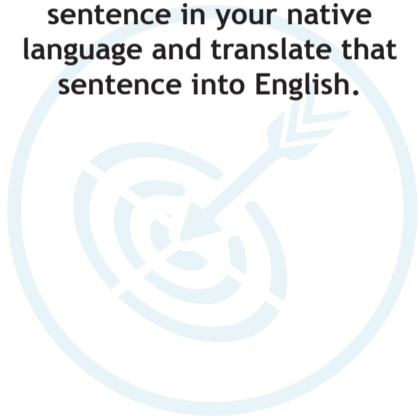 sentence in your native
language and translate that
sentence into English.